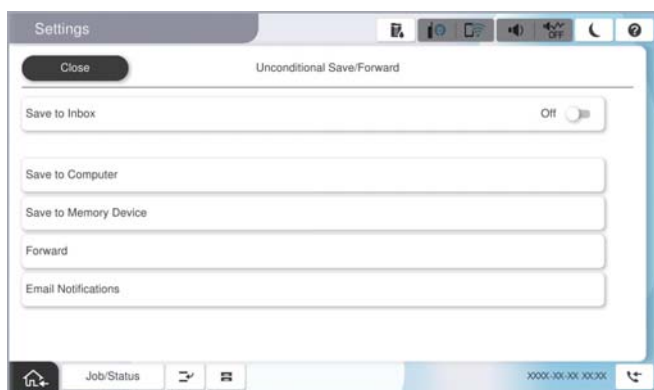 Settings
OFF
Close
Unconditional Save/Forward
Save to Inbox
Off
Save to Computer
Save to Memory Device
Forward
Email Notifications
Job/Status
XXXX-XX-XX XX:XX